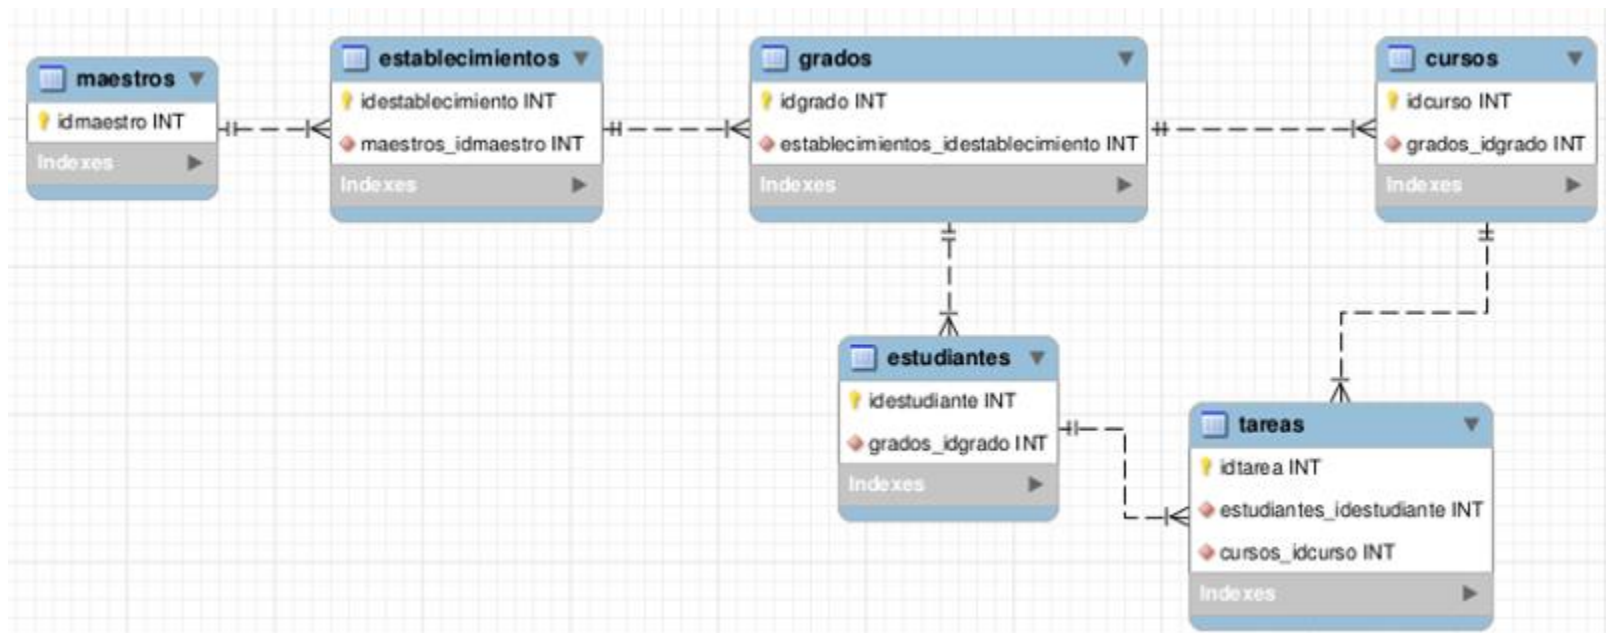 maestros
idmaestro INT
Indexes
establecimientos
idestablecimiento INT
maestros_idmaestro INT
Indexes
grados
idgrado INT
establecimientos_idestablecimiento INT
Indexes
cursos
idcurso INT
grados_idgrado INT
Indexes
estudiantes
idestudiante INT
grados_idgrado INT
Indexes
tareas
idtarea INT
estudiantes_idestudiante INT
cursos_idcurso INT
Indexes